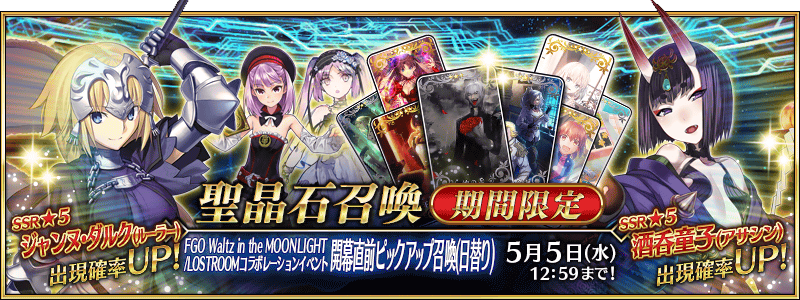 聖晶石召喚 期間限定
SSR★5
ジャンヌ・ダルク(ルーラー)
出現確率UP!
FGO Waltz in the MOONLIGHT
/LOSTROOMコラボレーションイベント 開幕直前ピックアップ召喚(日替り)
5月5日(水)
12:59まで!
SSR★5
酒呑童子(アサシン)
出現確率UP!